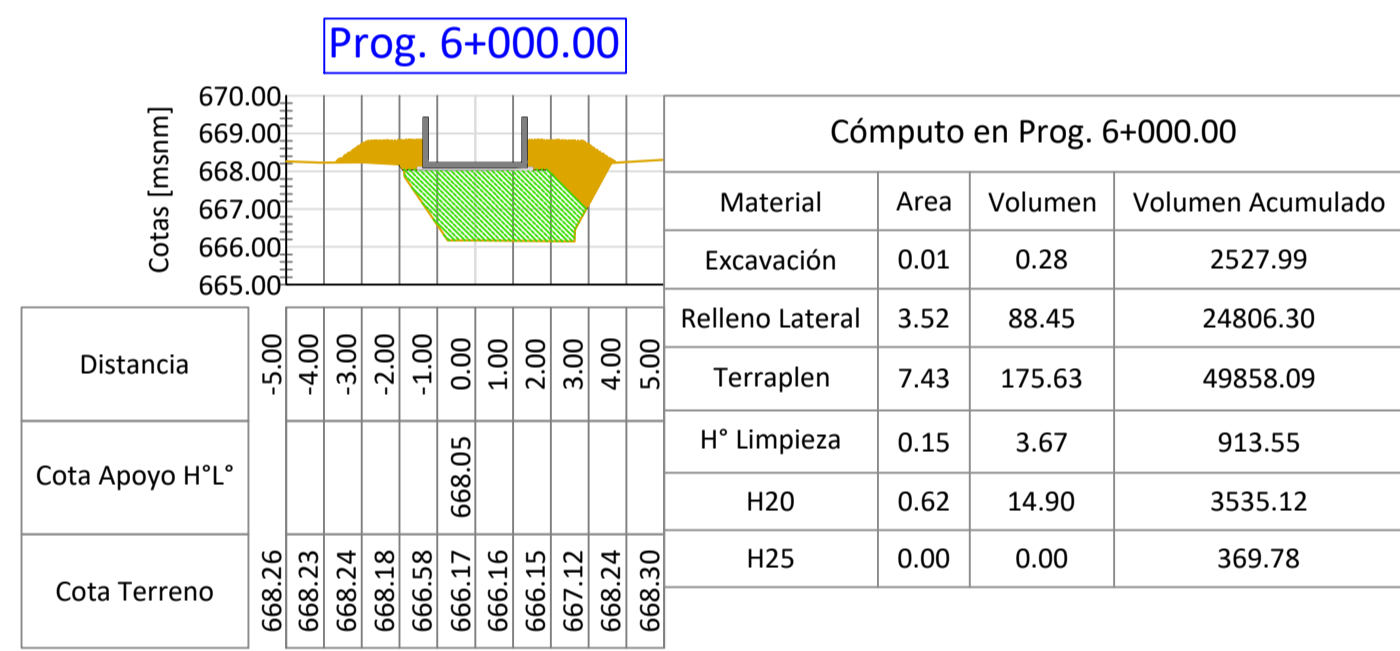 Prog. 6+000.00
Cotas [msnm]
670.00
669.00
668.00
667.00
666.00
665.00
Distancia
-5.00 -4.00 -3.00 -2.00 -1.00 0.00 1.00 2.00 3.00 4.00 5.00
Cota Apoyo H°L°
668.05
Cota Terreno
668.26 668.23 668.24 668.18 666.58 666.17 666.16 666.15 667.12 668.24 668.30
Cómputo en Prog. 6+000.00
Material Area Volumen Volumen Acumulado
Excavación 0.01 0.28 2527.99
Relleno Lateral 3.52 88.45 24806.30
Terraplen 7.43 175.63 49858.09
H° Limpieza 0.15 3.67 913.55
H20 0.62 14.90 3535.12
H25 0.00 0.00 369.78